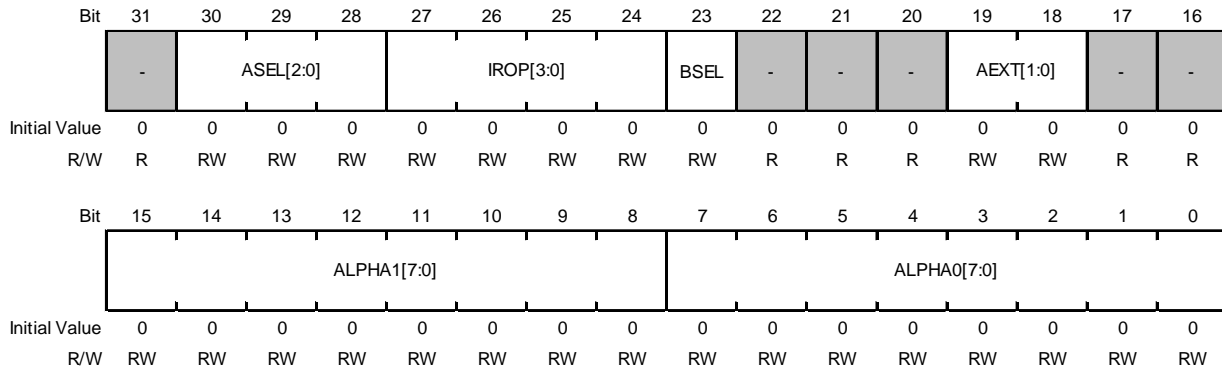 Bit 31 30 29 28 27 26 25 24 23 22 21 20 19 18 17 16
- ASEL[2:0] IROP[3:0] BSEL - - - AEXT[1:0] - -
Initial Value 0 0 0 0 0 0 0 0 0 0 0 0 0 0 0 0
R/W R RW RW RW RW RW RW RW RW R R R RW RW R R
Bit 15 14 13 12 11 10 9 8 7 6 5 4 3 2 1 0
ALPHA1[7:0] ALPHA0[7:0]
Initial Value 0 0 0 0 0 0 0 0 0 0 0 0 0 0 0 0
R/W RW RW RW RW RW RW RW RW RW RW RW RW RW RW RW RW